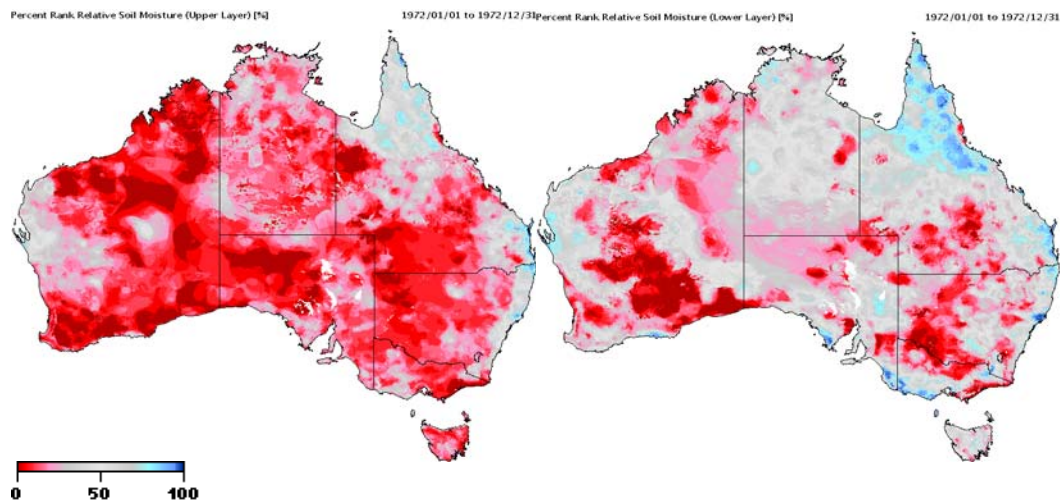 Percent Rank Relative Soil Moisture (Upper Layer) [%] 1972/01/01 to 1972/12/31
Percent Rank Relative Soil Moisture (Lower Layer) [%] 1972/01/01 to 1972/12/31
0 50 100